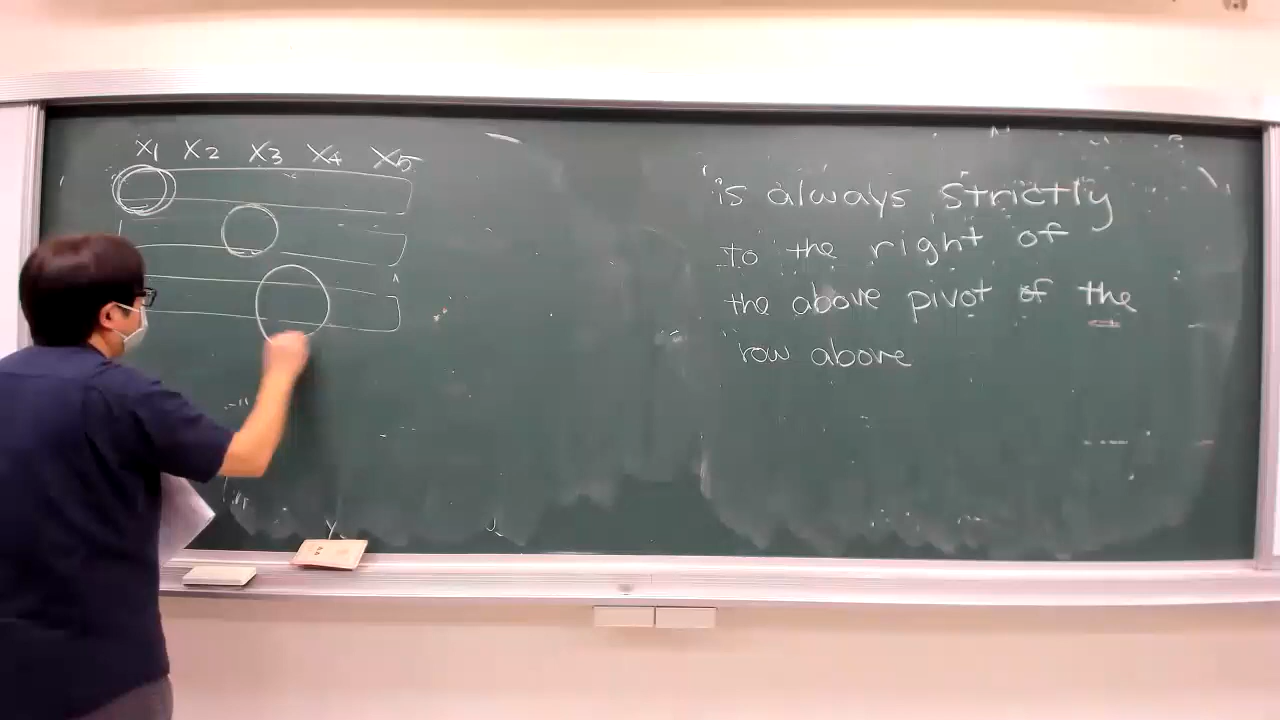 x1 x2 x3 x4 x5
is always strictly
to the right of
the above pivot of the
row above